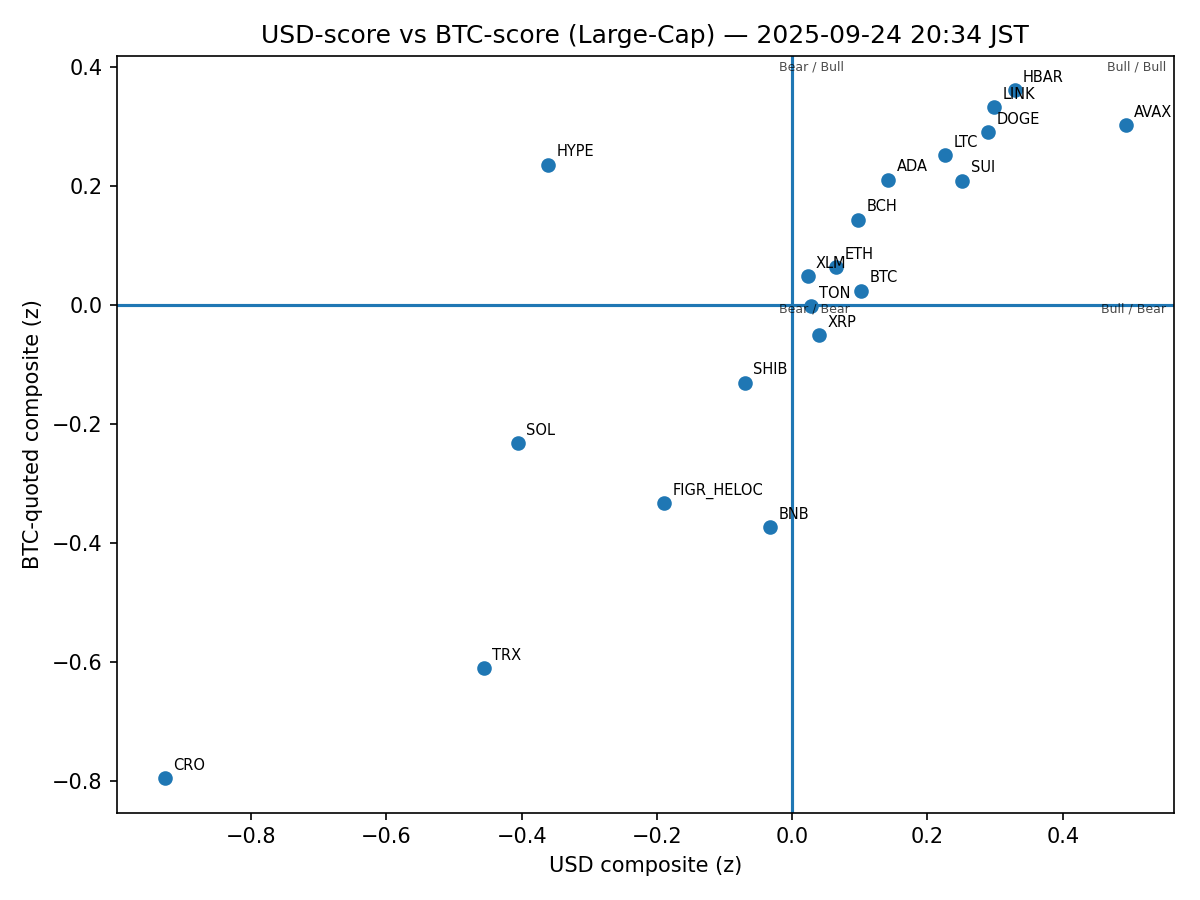 USD-score vs BTC-score (Large-Cap) — 2025-09-24 20:34 JST
Bear / Bull
Bull / Bull
HBAR
LINK
AVAX
DOGE
LTC
HYPE
ADA
SUI
BCH
ETH
XLM
BTC
TON
Bear / Bear
Bull / Bear
XRP
SHIB
SOL
FIGR_HELOC
BNB
TRX
CRO
0.4
0.2
0.0
−0.2
−0.4
−0.6
−0.8
BTC-quoted composite (z)
−0.8 −0.6 −0.4 −0.2 0.0 0.2 0.4
USD composite (z)